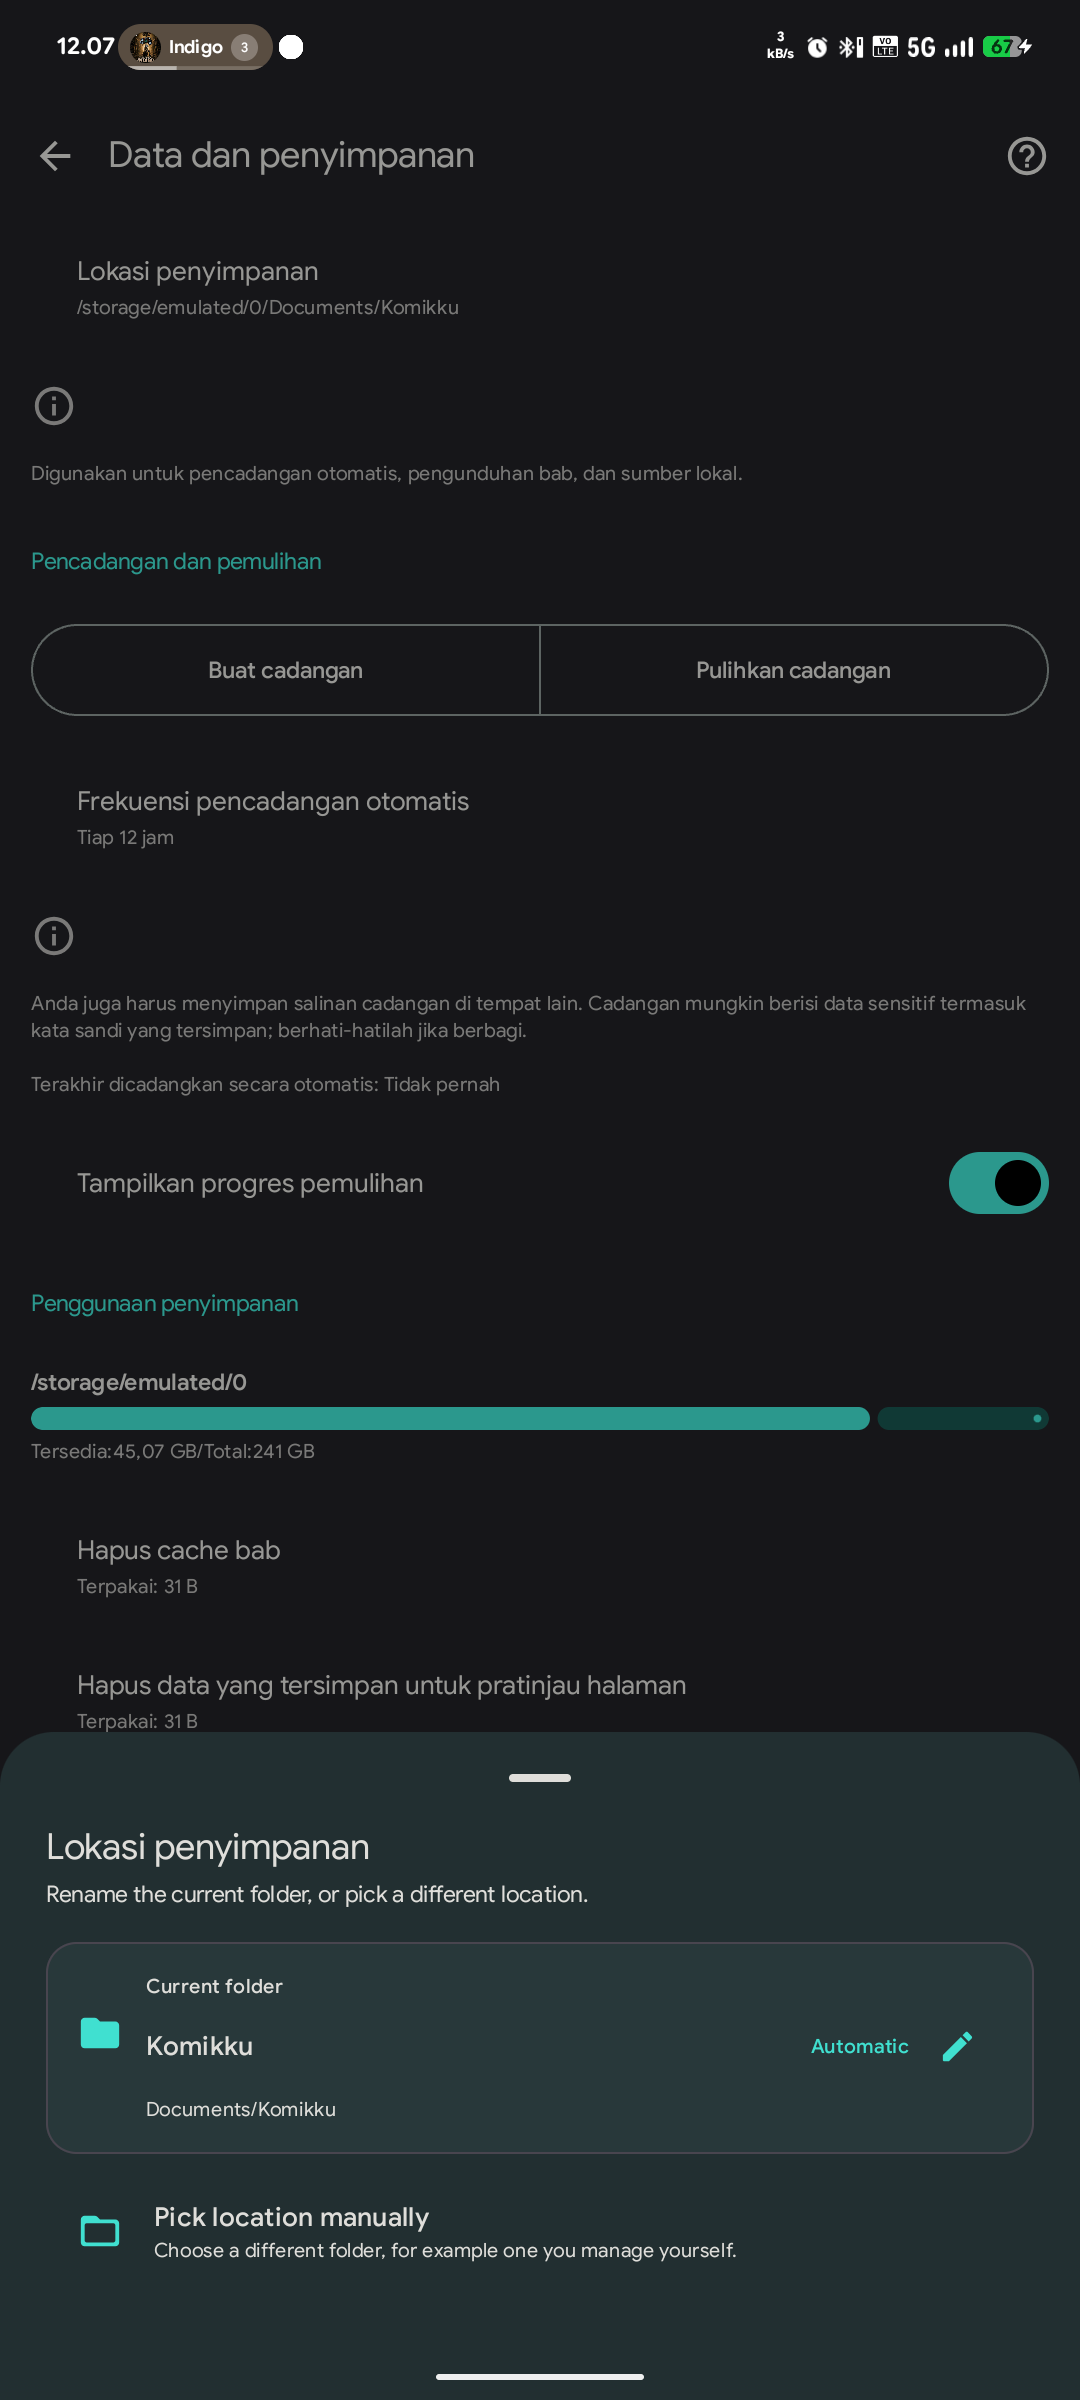 12.07
Indigo
3
3
kB/s
VO
LTE
5G
67
Data dan penyimpanan
Lokasi penyimpanan
/storage/emulated/0/Documents/Komikku
Digunakan untuk pencadangan otomatis, pengunduhan bab, dan sumber lokal.
Pencadangan dan pemulihan
Buat cadangan
Pulihkan cadangan
Frekuensi pencadangan otomatis
Tiap 12 jam
Anda juga harus menyimpan salinan cadangan di tempat lain. Cadangan mungkin berisi data sensitif termasuk
kata sandi yang tersimpan; berhati-hatilah jika berbagi.
Terakhir dicadangkan secara otomatis: Tidak pernah
Tampilkan progres pemulihan
Penggunaan penyimpanan
/storage/emulated/0
Tersedia:45,07 GB/Total:241 GB
Hapus cache bab
Terpakai: 31 B
Hapus data yang tersimpan untuk pratinjau halaman
Terpakai: 31 B
Lokasi penyimpanan
Rename the current folder, or pick a different location.
Current folder
Komikku
Automatic
Documents/Komikku
Pick location manually
Choose a different folder, for example one you manage yourself.